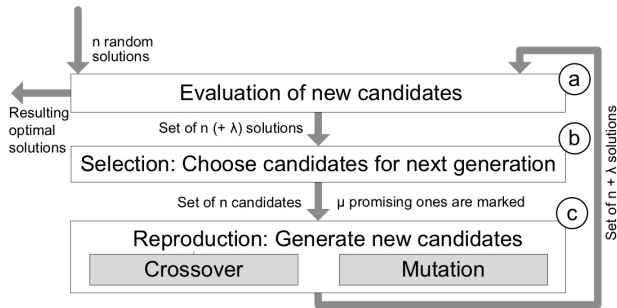 n random
solutions
a
Evaluation of new candidates
Resulting
optimal
solutions
Set of n (+ λ) solutions
b
Selection: Choose candidates for next generation
Set of n candidates
μ promising ones are marked
c
Reproduction: Generate new candidates
Crossover
Mutation
Set of n + λ solutions